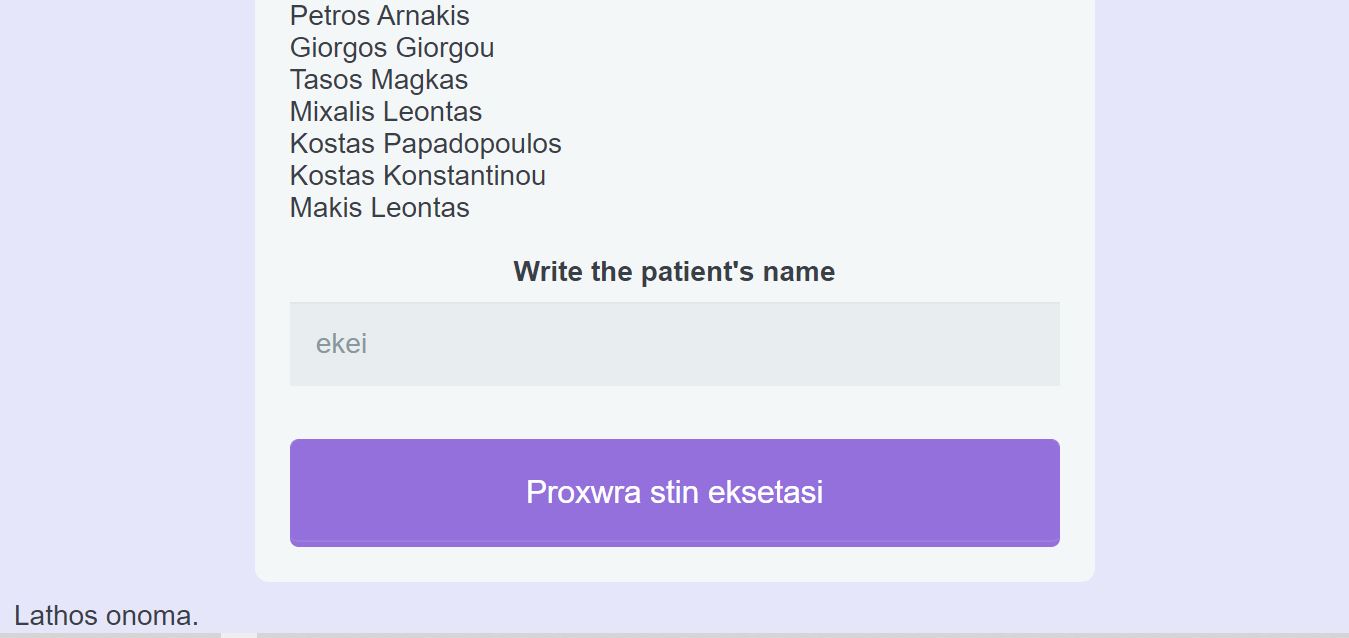 Petros Arnakis
Giorgos Giorgou
Tasos Magkas
Mixalis Leontas
Kostas Papadopoulos
Kostas Konstantinou
Makis Leontas
Write the patient's name
ekei
Proxwra stin eksetasi
Lathos onoma.